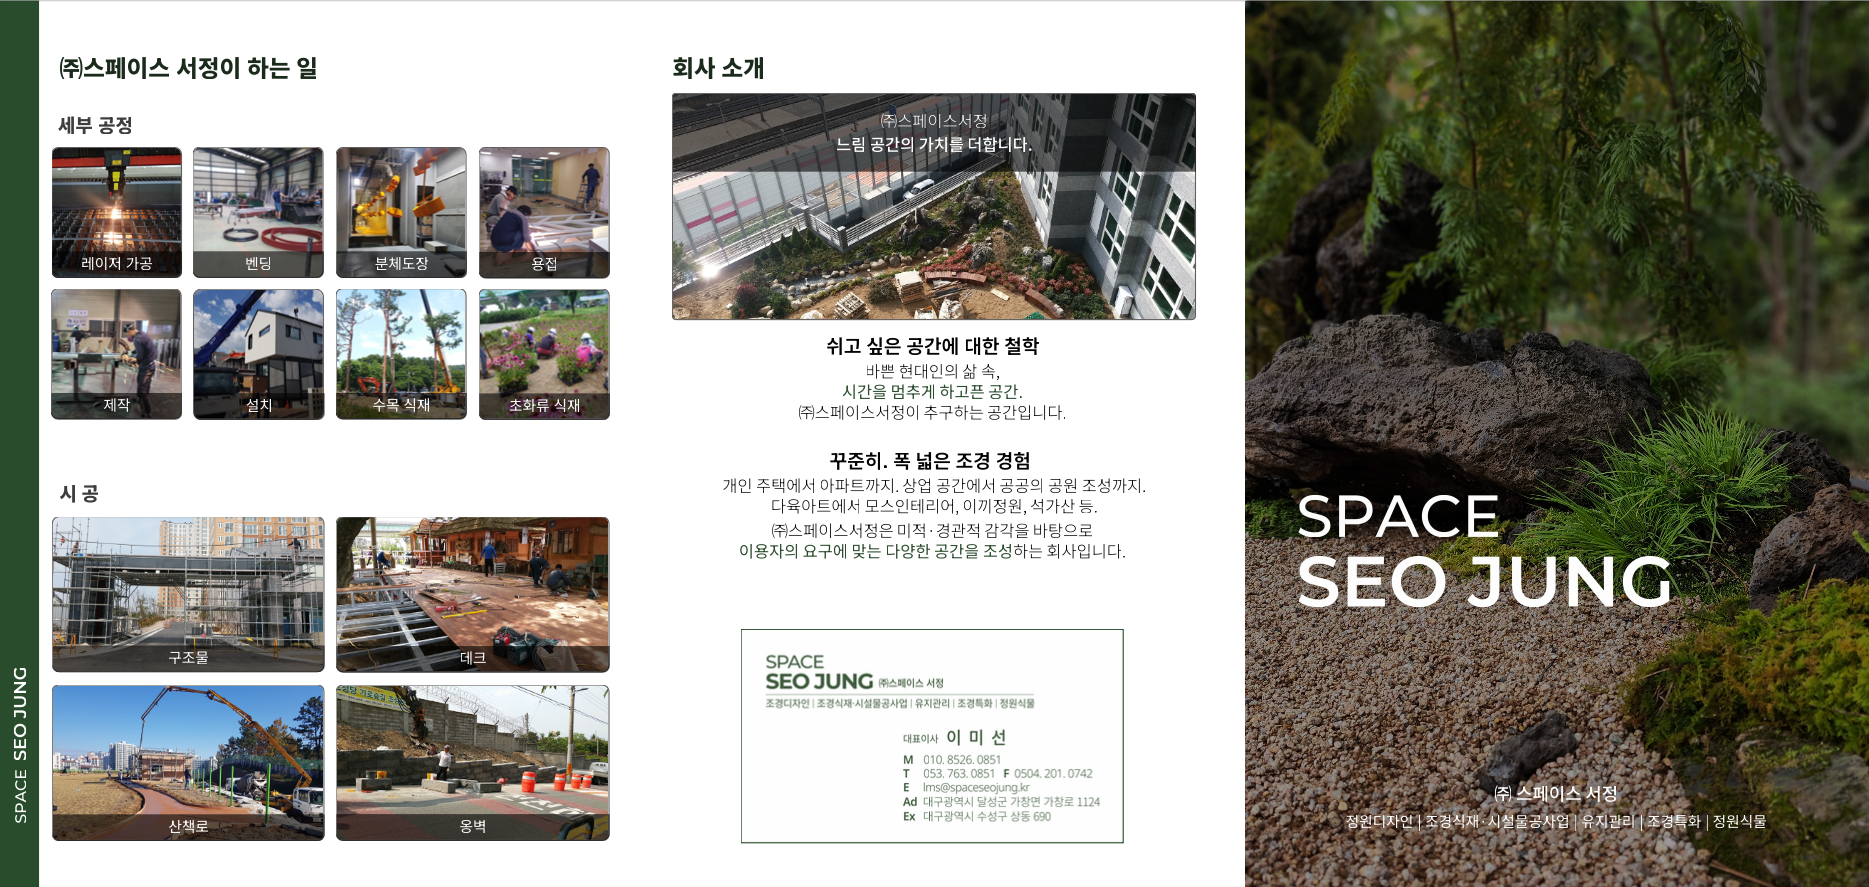 ㈜스페이스 서정이 하는 일
세부 공정
레이저 가공
벤딩
분체도장
용접
제작
설치
수목 식재
초화류 식재
시 공
구조물
데크
산책로
옹벽
SPACE SEO JUNG
회사 소개
㈜스페이스서정
느림 공간의 가치를 더합니다.
쉬고 싶은 공간에 대한 철학
바쁜 현대인의 삶 속,
시간을 멈추게 하고픈 공간.
㈜스페이스서정이 추구하는 공간입니다.
꾸준히. 폭 넓은 조경 경험
개인 주택에서 아파트까지. 상업 공간에서 공공의 공원 조성까지.
다육아트에서 모스인테리어, 이끼정원, 석가산 등.
㈜스페이스서정은 미적·경관적 감각을 바탕으로
이용자의 요구에 맞는 다양한 공간을 조성하는 회사입니다.
SPACE
SEO JUNG ㈜스페이스 서정
조경디자인 | 조경식재·시설물공사업 | 유지관리 | 조경특화 | 정원식물
대표이사 이 미 선
M 010. 8526. 0851
T 053. 763. 0851 F 0504. 201. 0742
E lms@spaceseojung.kr
Ad 대구광역시 달성군 가창면 가창로 1124
Ex 대구광역시 수성구 상동 690
SPACE
SEO JUNG
㈜ 스페이스 서정
정원디자인 | 조경식재·시설물공사업 | 유지관리 | 조경특화 | 정원식물